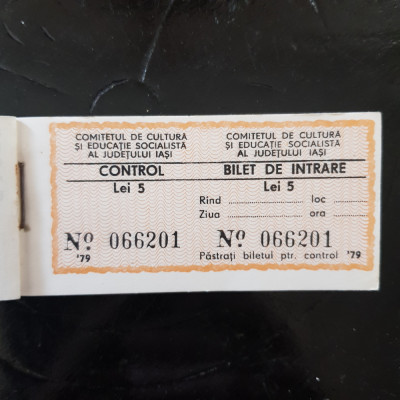 COMITETUL DE CULTURĂ
ȘI EDUCAȚIE SOCIALISTĂ
AL JUDEȚULUI IAȘI
CONTROL
Lei 5
Nº 066201
'79
COMITETUL DE CULTURĂ
ȘI EDUCAȚIE SOCIALISTĂ
AL JUDEȚULUI IAȘI
BILET DE INTRARE
Lei 5
Rînd ............ loc ............
Ziua ............ ora ............
Nº 066201
Păstrați biletul ptr. control '79